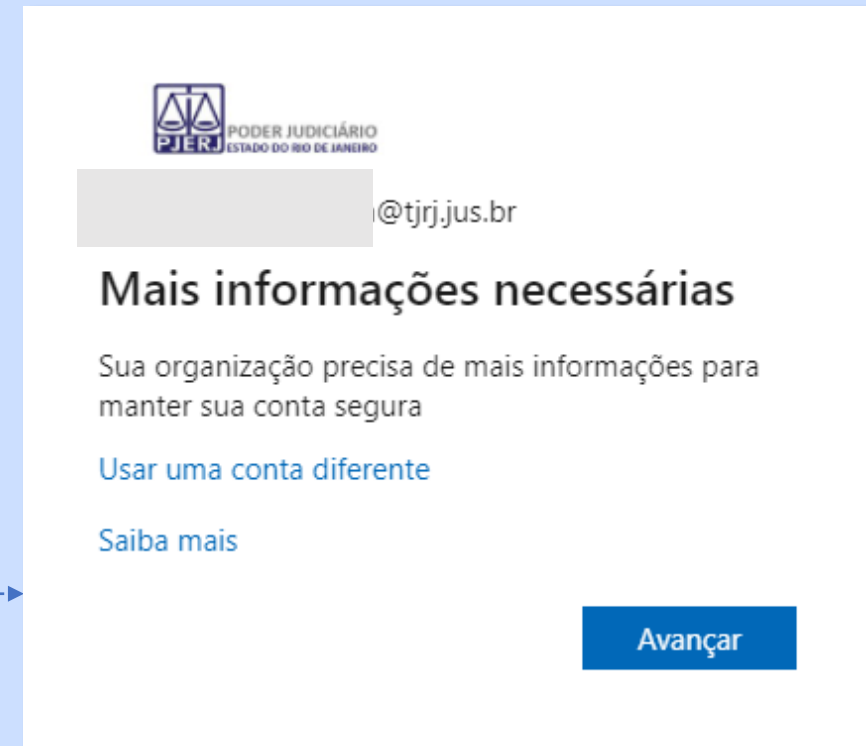 PJERJ
PODER JUDICIÁRIO
ESTADO DO RIO DE JANEIRO
@tjrj.jus.br
Mais informações necessárias
Sua organização precisa de mais informações para
manter sua conta segura
Usar uma conta diferente
Saiba mais
Avançar